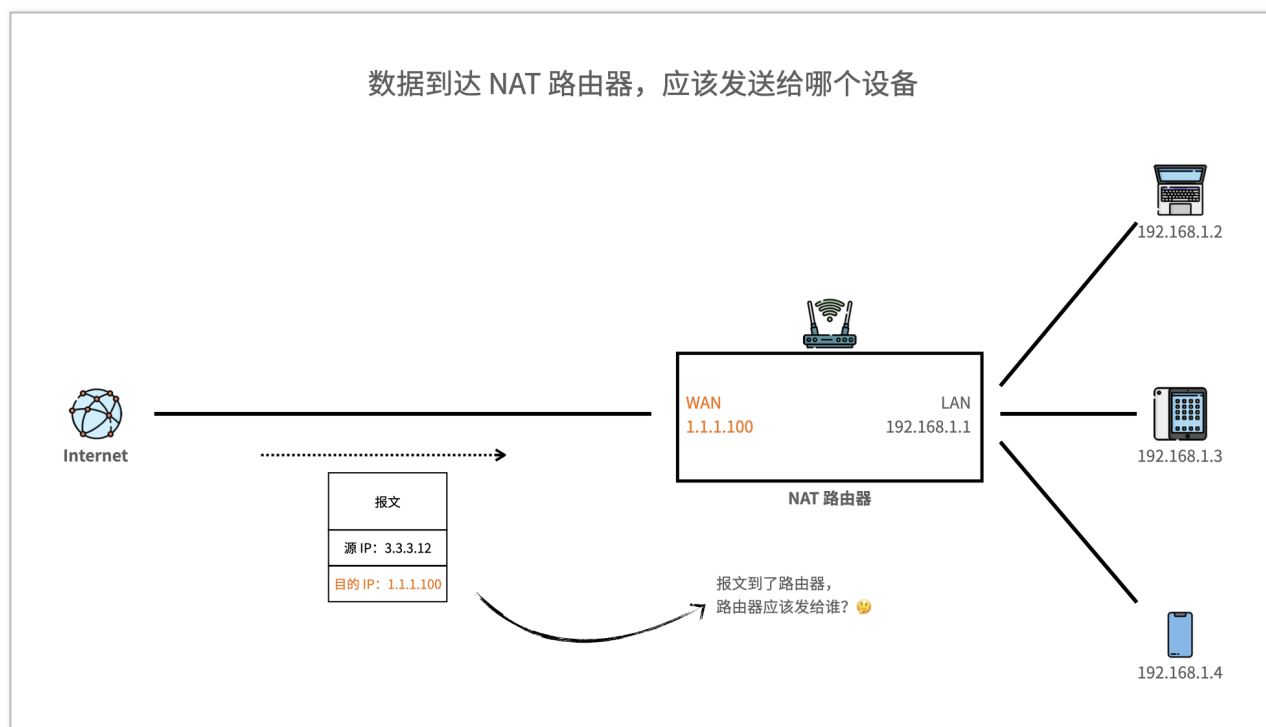 数据到达 NAT 路由器，应该发送给哪个设备
192.168.1.2
WAN
1.1.1.100
LAN
192.168.1.1
NAT 路由器
Internet
192.168.1.3
报文
源 IP：3.3.3.12
目的 IP：1.1.1.100
报文到了路由器，
路由器应该发给谁？🤔
192.168.1.4